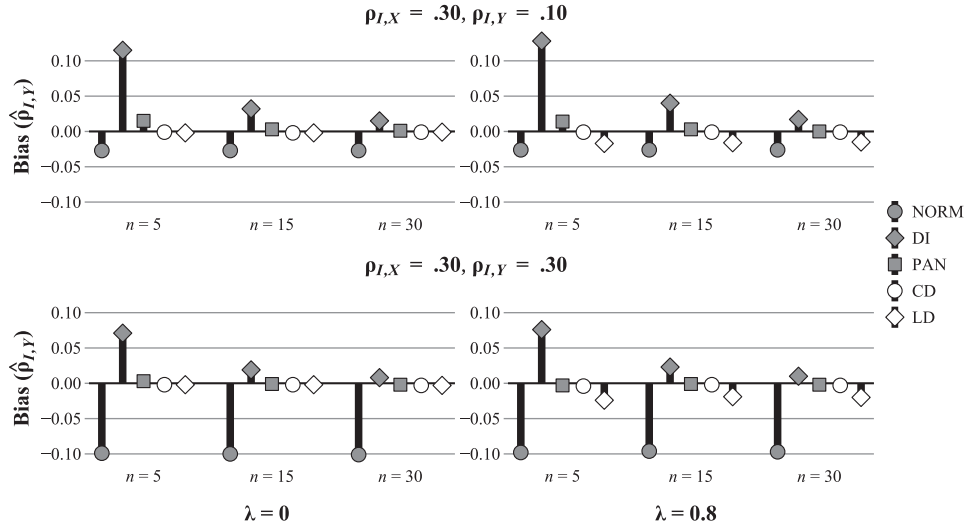 ρI,X = .30, ρI,Y = .10
Bias (ρ̂I,Y)
0.10
0.05
0.00
−0.05
−0.10
n = 5
n = 15
n = 30
n = 5
n = 15
n = 30
NORM
DI
PAN
CD
LD
ρI,X = .30, ρI,Y = .30
Bias (ρ̂I,Y)
0.10
0.05
0.00
−0.05
−0.10
0.10
0.05
0.00
−0.05
−0.10
0.10
0.05
0.00
−0.05
−0.10
n = 5
n = 15
n = 30
n = 5
n = 15
n = 30
λ = 0
λ = 0.8